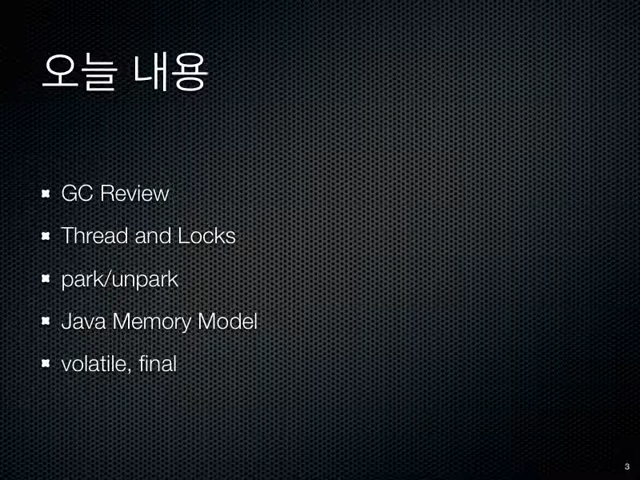 오늘 내용
GC Review
Thread and Locks
park/unpark
Java Memory Model
volatile, final
3